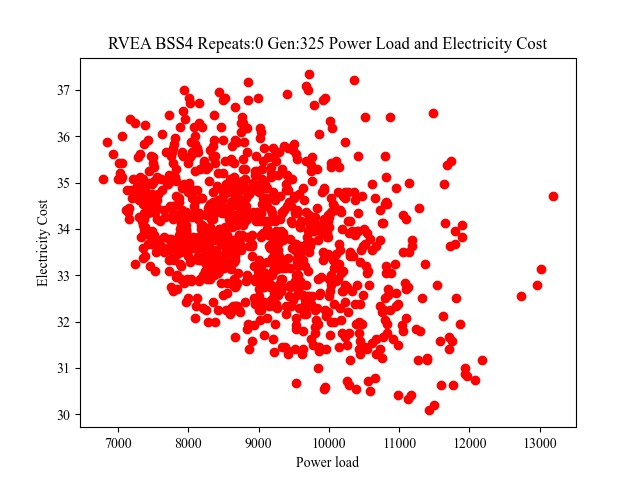 RVEA BSS4 Repeats:0 Gen:325 Power Load and Electricity Cost
37
36
35
34
33
32
31
30
Electricity Cost
7000 8000 9000 10000 11000 12000 13000
Power load